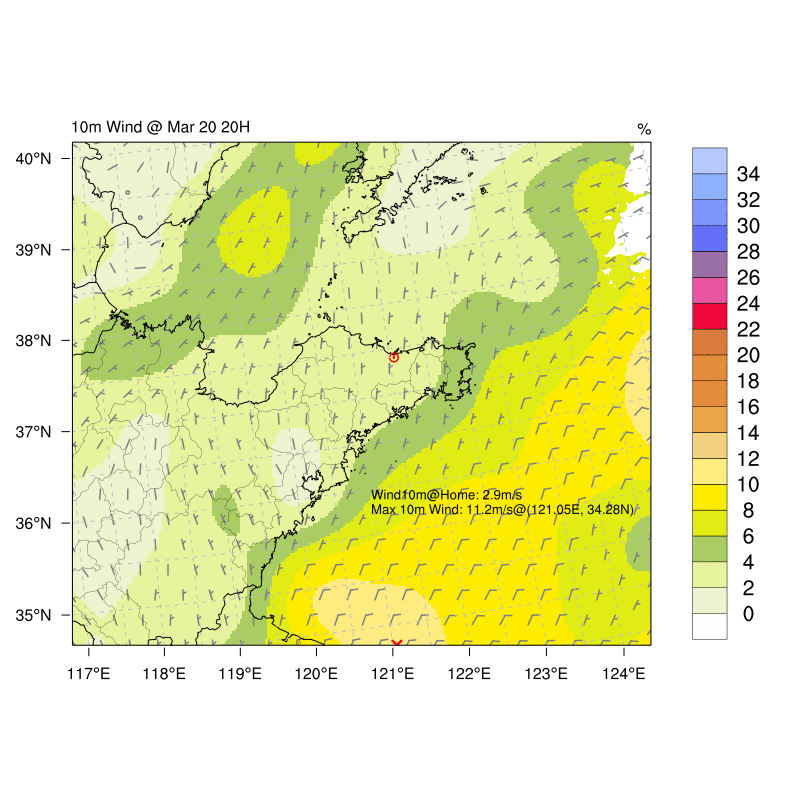 10m Wind @ Mar 20 20H
%
40°N
39°N
38°N
37°N
36°N
35°N
117°E 118°E 119°E 120°E 121°E 122°E 123°E 124°E
Wind10m@Home: 2.9m/s
Max 10m Wind: 11.2m/s@(121.05E, 34.28N)
34
32
30
28
26
24
22
20
18
16
14
12
10
8
6
4
2
0